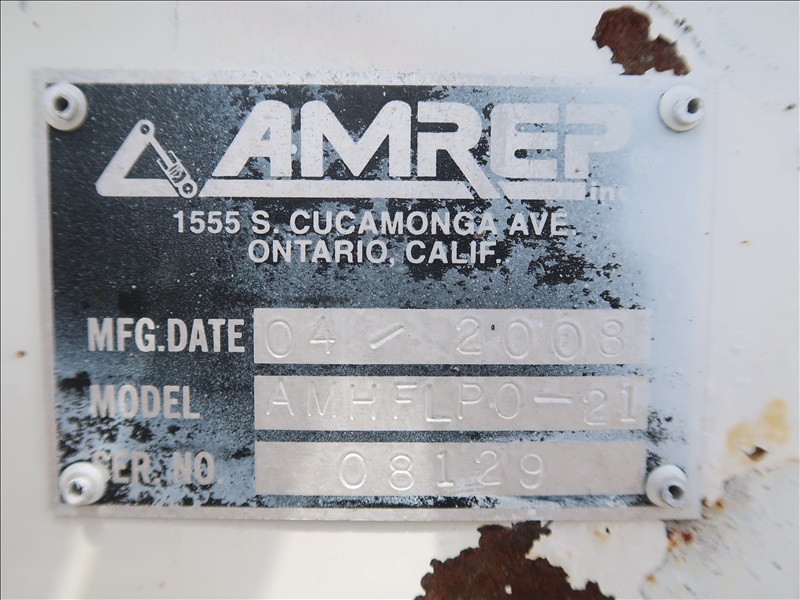 AMREP®
inc
1555 S. CUCAMONGA AVE.
ONTARIO, CALIF.
MFG.DATE 04 / 2008
MODEL AMHFLPO-21
SER. NO. 08129